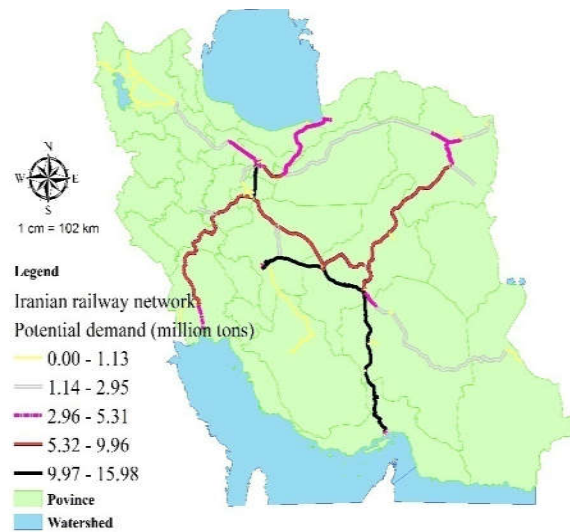 N
W E
S
1 cm = 102 km
Legend
Iranian railway network
Potential demand (million tons)
0.00 - 1.13
1.14 - 2.95
2.96 - 5.31
5.32 - 9.96
9.97 - 15.98
Povince
Watershed